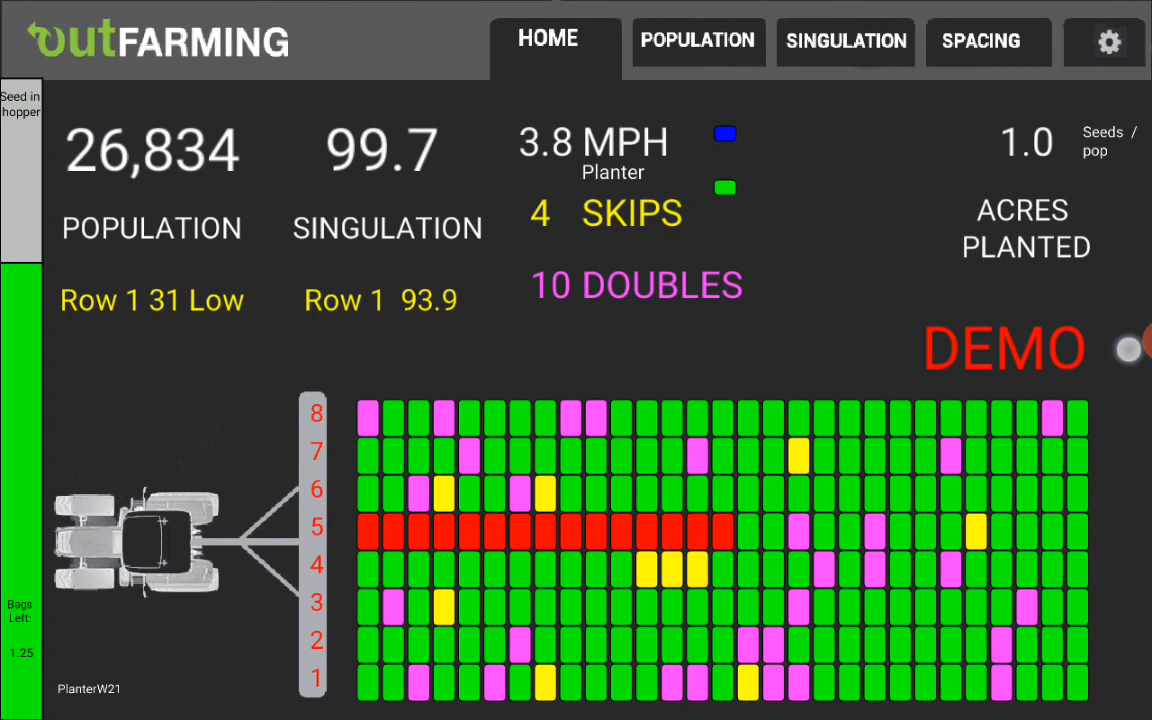 outFARMING
HOME
POPULATION
SINGULATION
SPACING
Seed in
hopper
26,834
POPULATION
Row 1 31 Low
99.7
SINGULATION
Row 1 93.9
3.8 MPH
Planter
4 SKIPS
10 DOUBLES
1.0 Seeds /
pop
ACRES
PLANTED
DEMO
8
7
6
5
4
3
2
1
Bags
Left:
1.25
PlanterW21